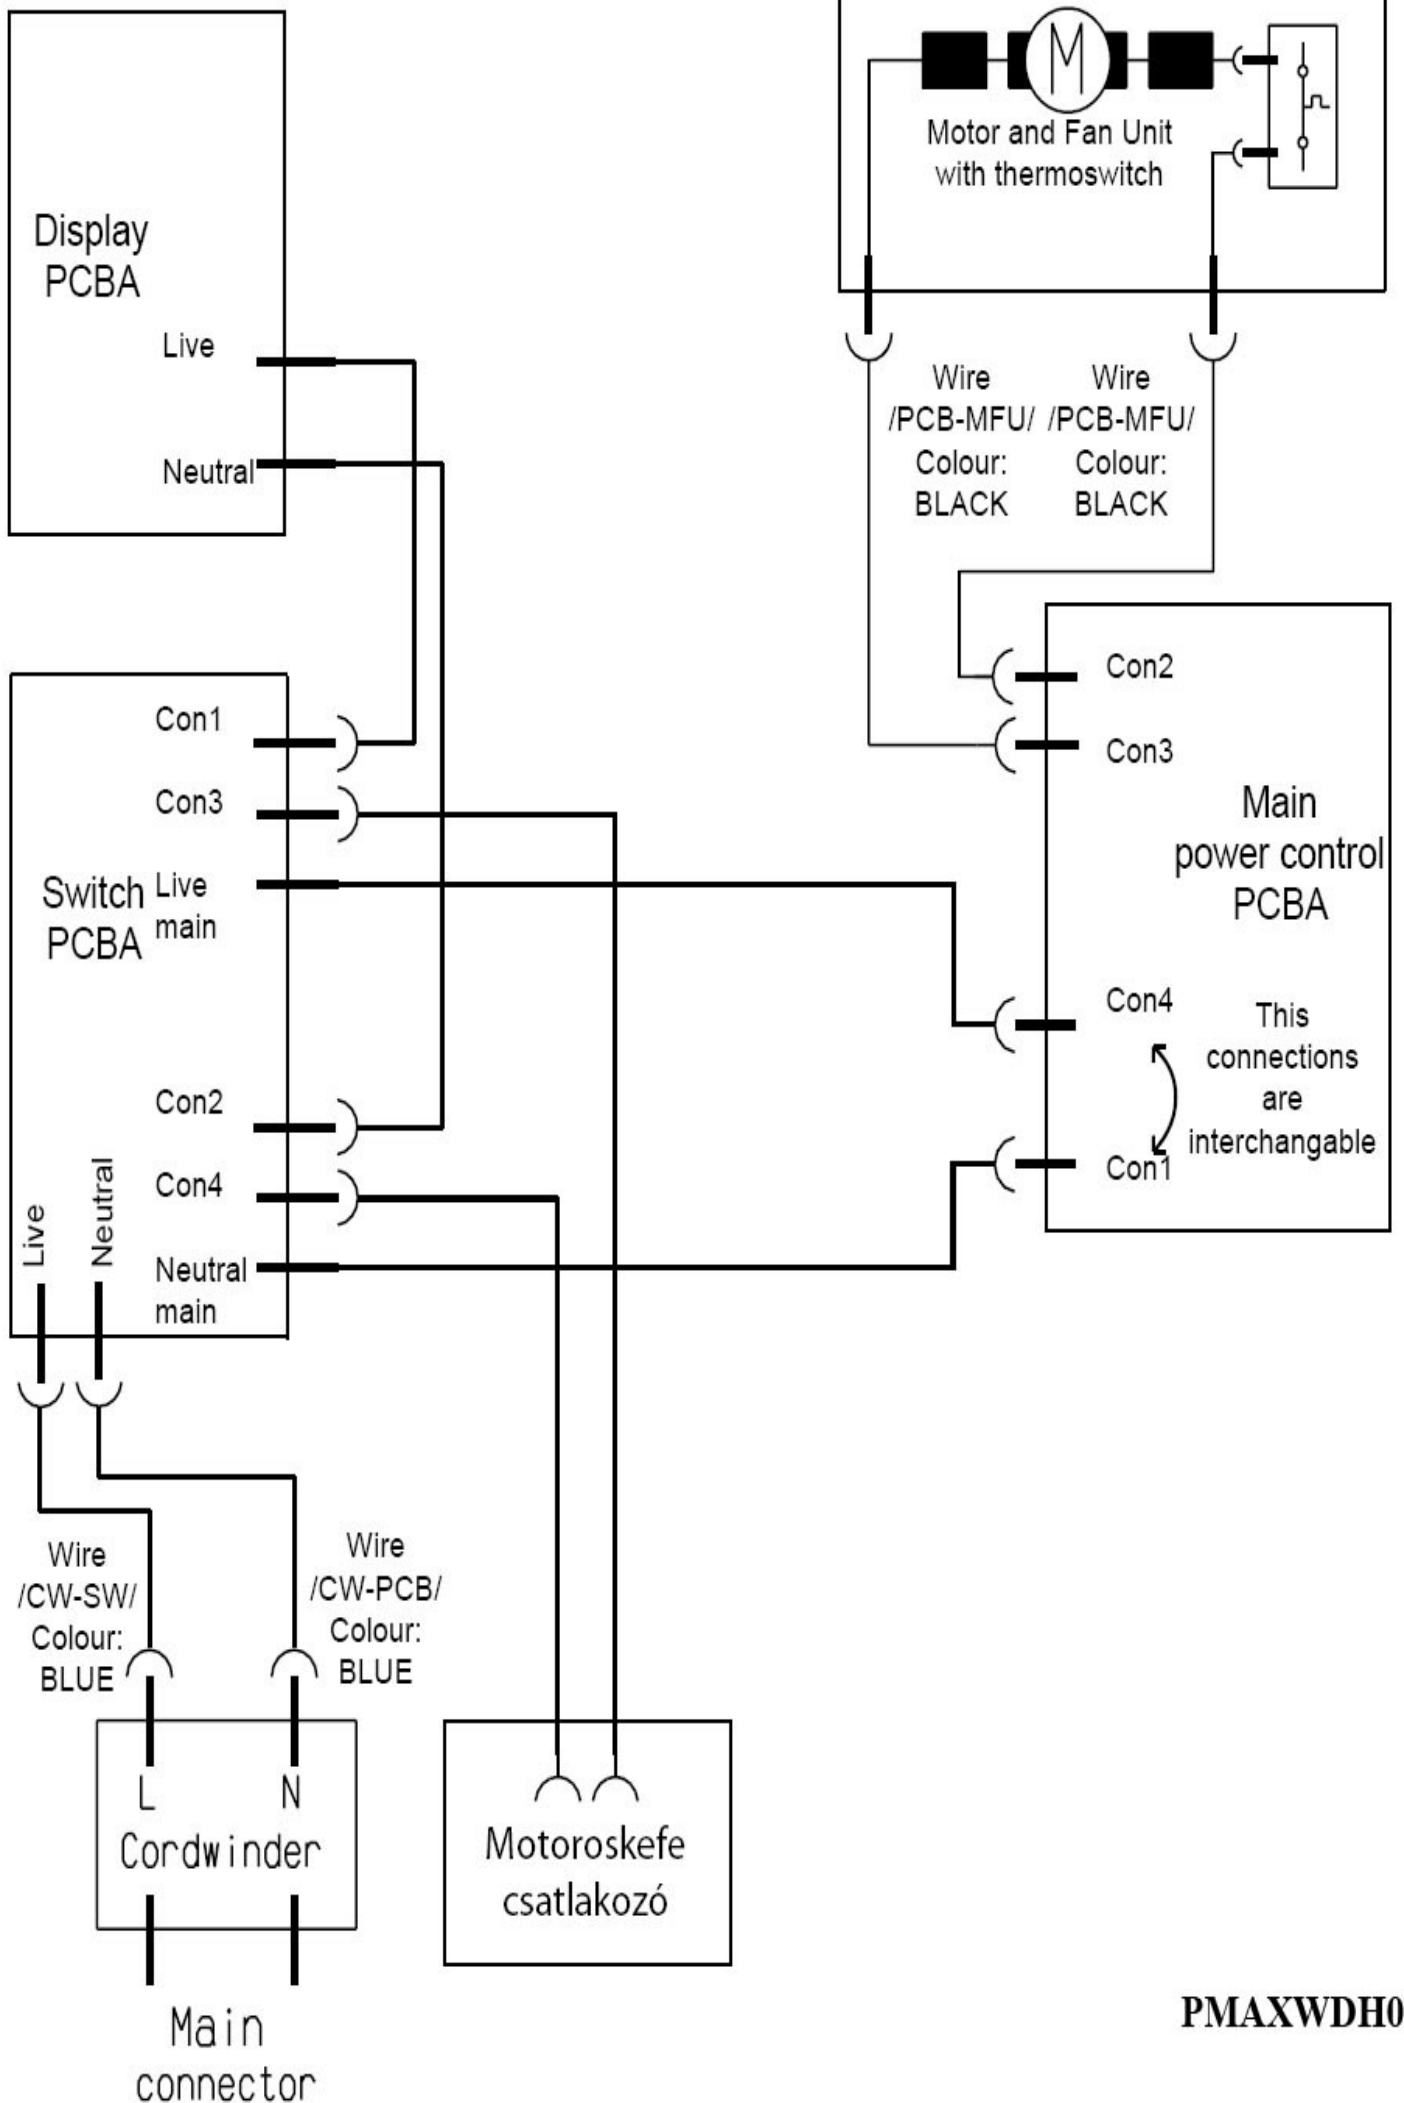 M
Motor and Fan Unit
with thermoswitch
Display
PCBA
Live
Neutral
Wire
/PCB-MFU/
Colour:
BLACK
Wire
/PCB-MFU/
Colour:
BLACK
Con2
Con3
Main
power control
PCBA
Con4
This
connections
are
interchangable
Con1
Con1
Con3
Switch
PCBA
Live
main
Con2
Con4
Neutral
main
Live
Neutral
Wire
/CW-SW/
Colour:
BLUE
Wire
/CW-PCB/
Colour:
BLUE
L
N
Cordwinder
Motoroskefe
csatlakozó
Main
connector
PMAXWDH0